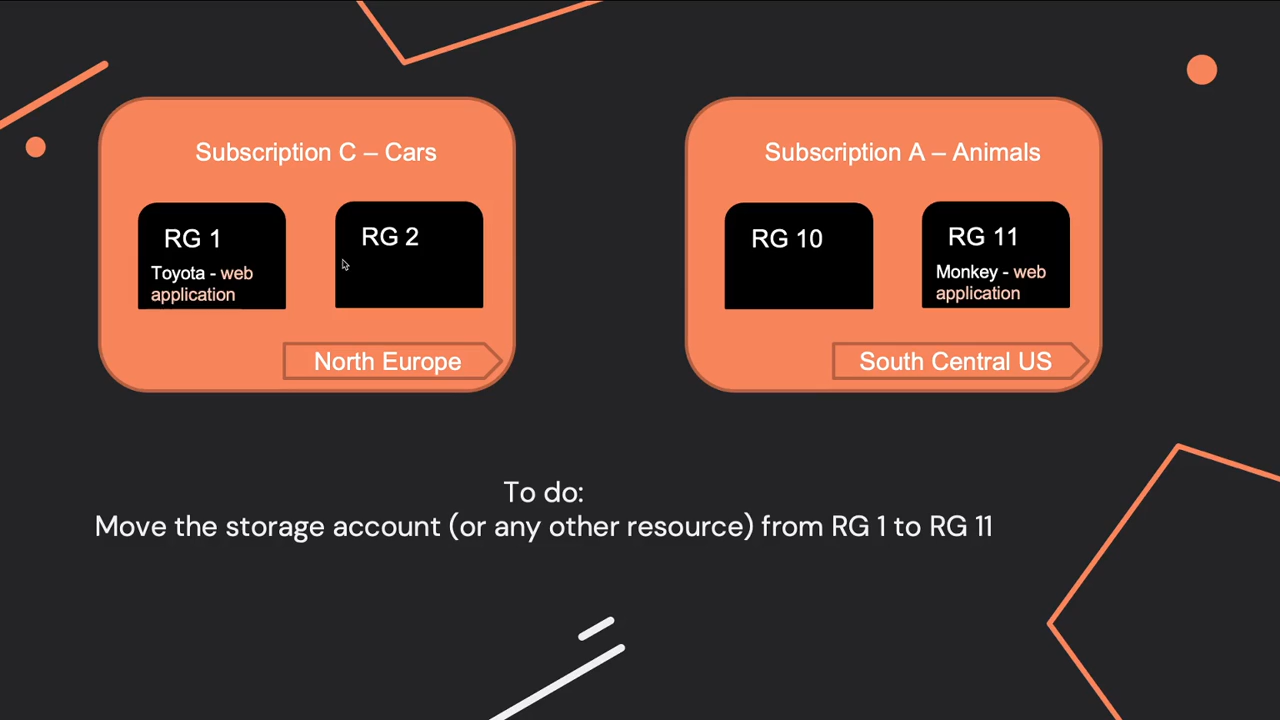 Subscription C – Cars
RG 1
Toyota - web
application
RG 2
North Europe
Subscription A – Animals
RG 10
RG 11
Monkey - web
application
South Central US
To do:
Move the storage account (or any other resource) from RG 1 to RG 11